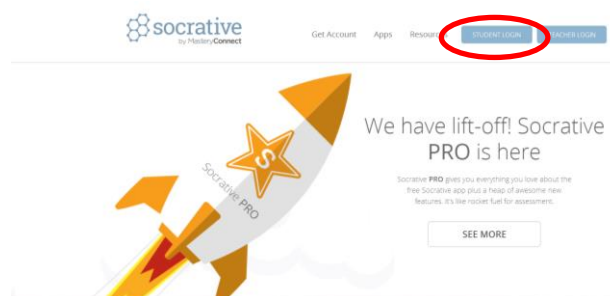 socrative
by MasteryConnect
Get Account Apps Resourc STUDENT LOGIN EACHER LOGIN
We have lift-off! Socrative
PRO is here
Socrative PRO gives you everything you love about the
free Socrative app plus a heap of awesome new
features. It's like rocket fuel for assessment.
SEE MORE
S
Socrative PRO